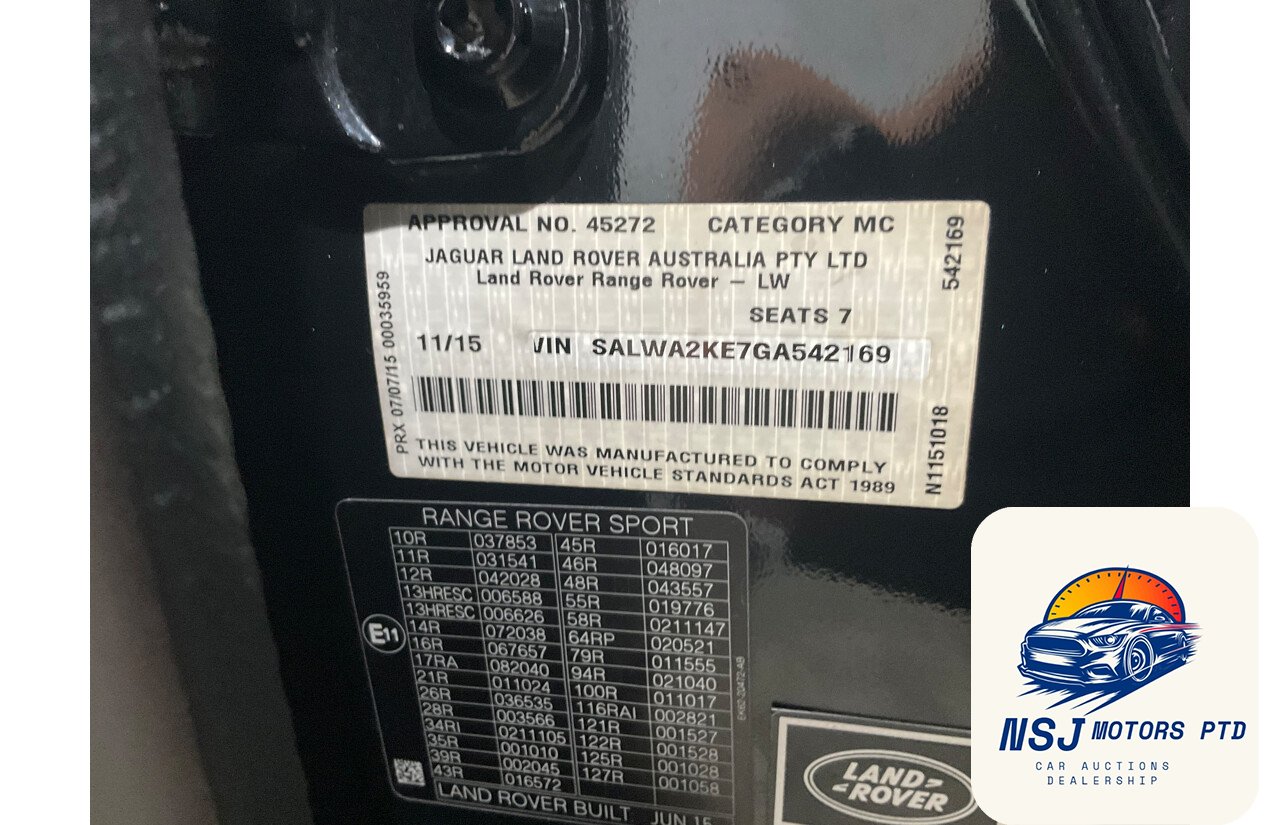 APPROVAL NO. 45272 CATEGORY MC
JAGUAR LAND ROVER AUSTRALIA PTY LTD
Land Rover Range Rover – LW
SEATS 7
11/15 VIN SALWA2KE7GA542169
THIS VEHICLE WAS MANUFACTURED TO COMPLY
WITH THE MOTOR VEHICLE STANDARDS ACT 1989
PRX 07/07/15 00035959
542169
N1151018
RANGE ROVER SPORT
10R 037853 45R 016017
11R 031541 46R 048097
12R 042028 48R 043557
13HRESC 006588 55R 019776
13HRESC 006626 58R 0211147
14R 072038 64RP 020521
16R 067657 79R 011555
17RA 082040 94R 021040
21R 011024 100R 011017
26R 036535 116RAI 002821
28R 003566 121R 001527
34RI 0211105 122R 001528
35R 001010 125R 001028
39R 002045 127R 001058
43R 016572
E11
LAND ROVER BUILT JUN 15
LAND
ROVER
NSJ MOTORS PTD
CAR AUCTIONS
DEALERSHIP